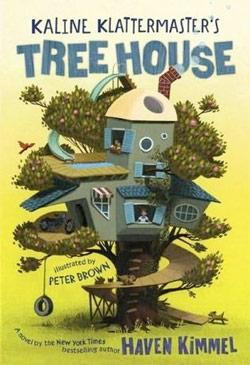 KALINE KLATTERMASTER'S
TREE HOUSE
illustrated by
PETER BROWN
A novel by the New York Times
bestselling author
HAVEN KIMMEL